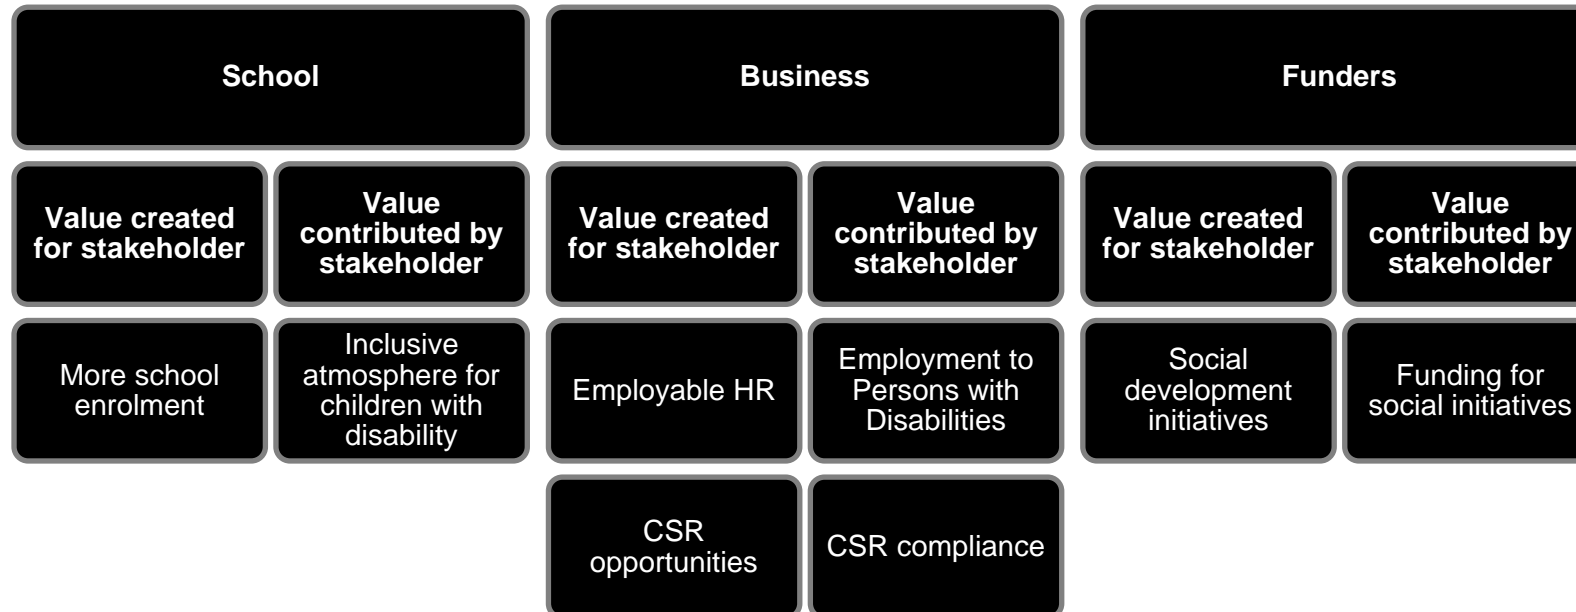 School
Business
Funders
Value created
for stakeholder
Value
contributed by
stakeholder
Value created
for stakeholder
Value
contributed by
stakeholder
Value created
for stakeholder
Value
contributed by
stakeholder
More school
enrolment
Inclusive
atmosphere for
children with
disability
Employable HR
Employment to
Persons with
Disabilities
Social
development
initiatives
Funding for
social initiatives
CSR
opportunities
CSR compliance